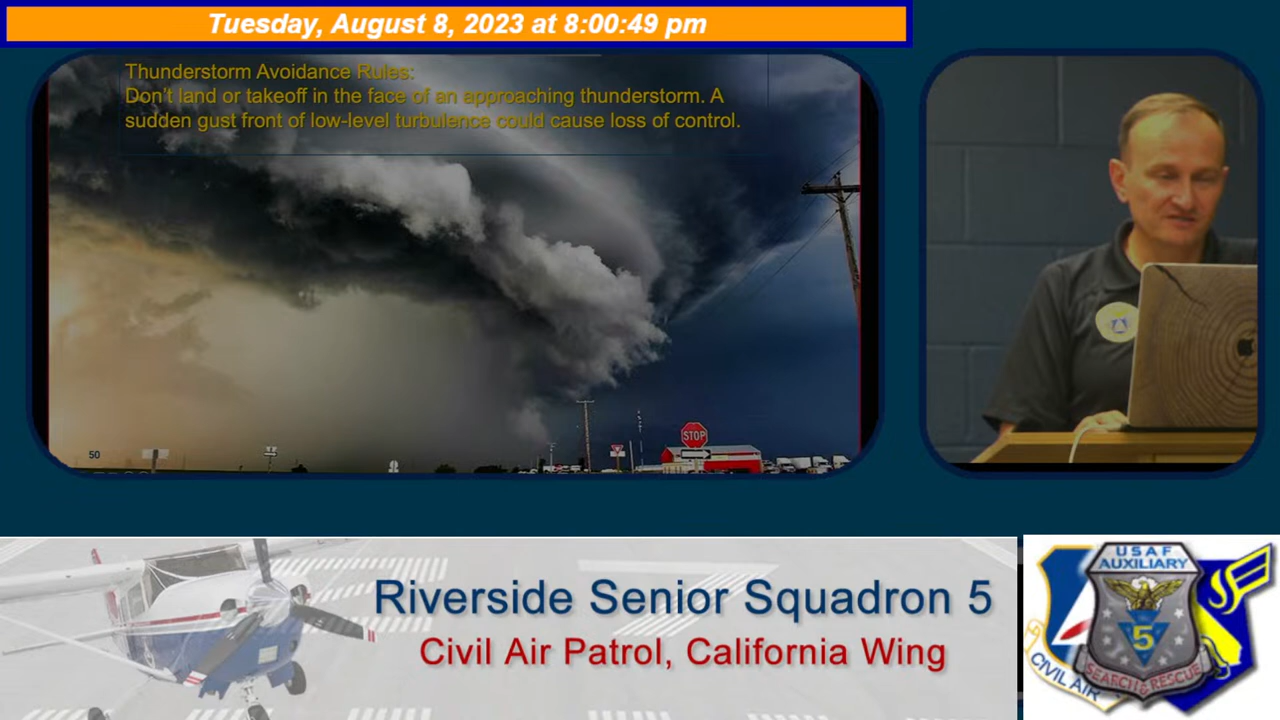 Tuesday, August 8, 2023 at 8:00:49 pm
Thunderstorm Avoidance Rules:
Don't land or takeoff in the face of an approaching thunderstorm. A
sudden gust front of low-level turbulence could cause loss of control.
STOP
50
Riverside Senior Squadron 5
Civil Air Patrol, California Wing
USAF
AUXILIARY
5
SEARCH & RESCUE
CIVIL AIR